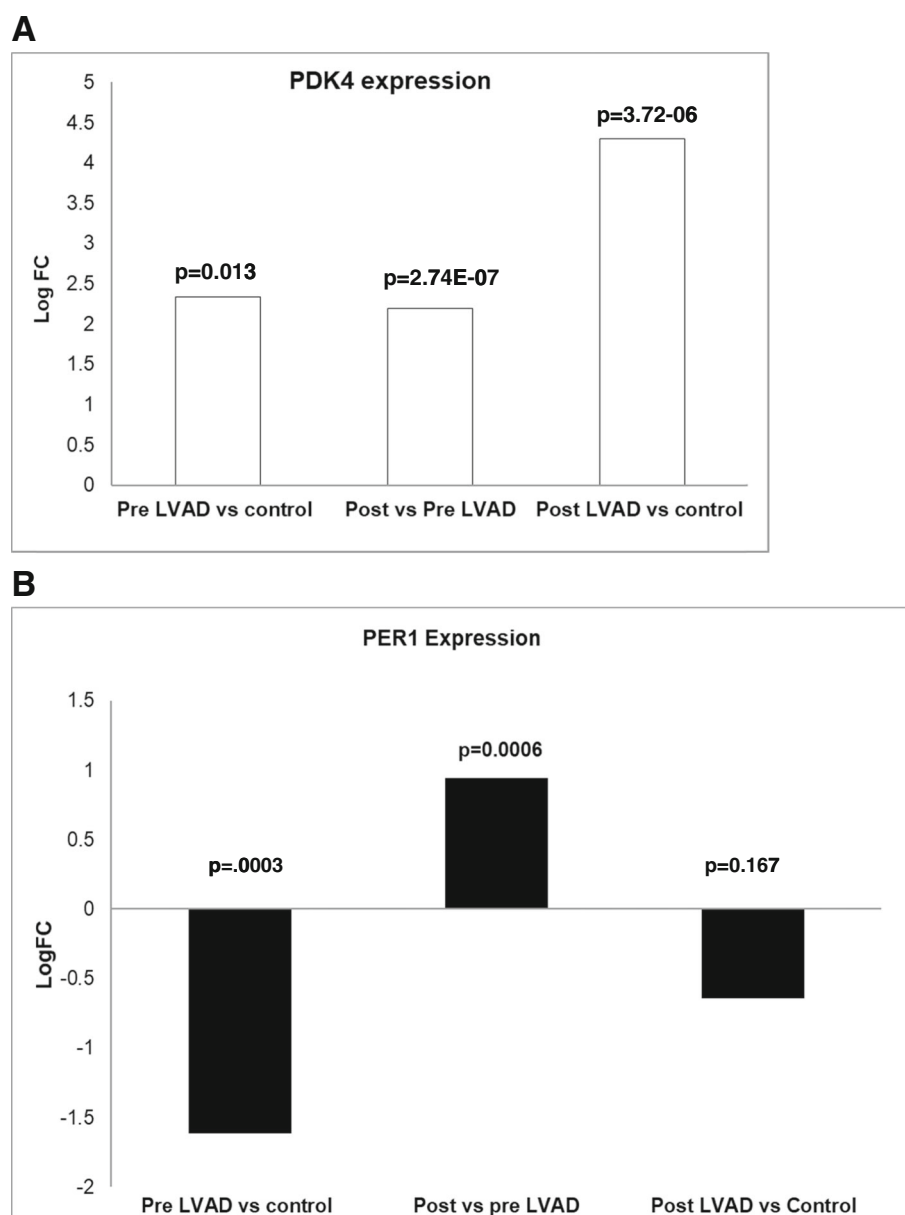 A
PDK4 expression
5
4.5
4
3.5
3
2.5
2
1.5
1
0.5
0
Log FC
p=0.013
p=2.74E-07
p=3.72-06
Pre LVAD vs control
Post vs Pre LVAD
Post LVAD vs control
B
PER1 Expression
1.5
1
0.5
0
-0.5
-1
-1.5
-2
LogFC
p=.0003
p=0.0006
p=0.167
Pre LVAD vs control
Post vs pre LVAD
Post LVAD vs Control